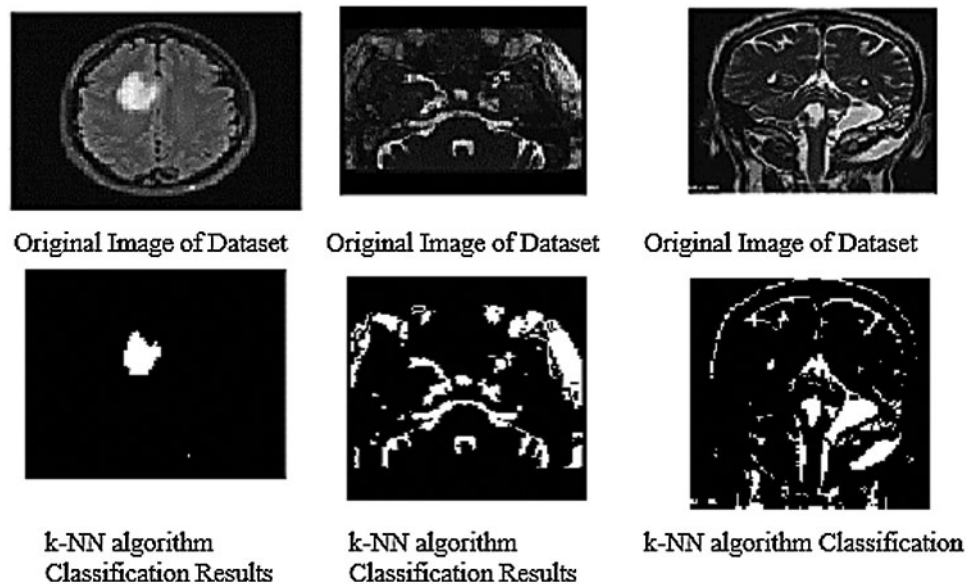 Original Image of Dataset
Original Image of Dataset
Original Image of Dataset
k-NN algorithm
Classification Results
k-NN algorithm
Classification Results
k-NN algorithm Classification